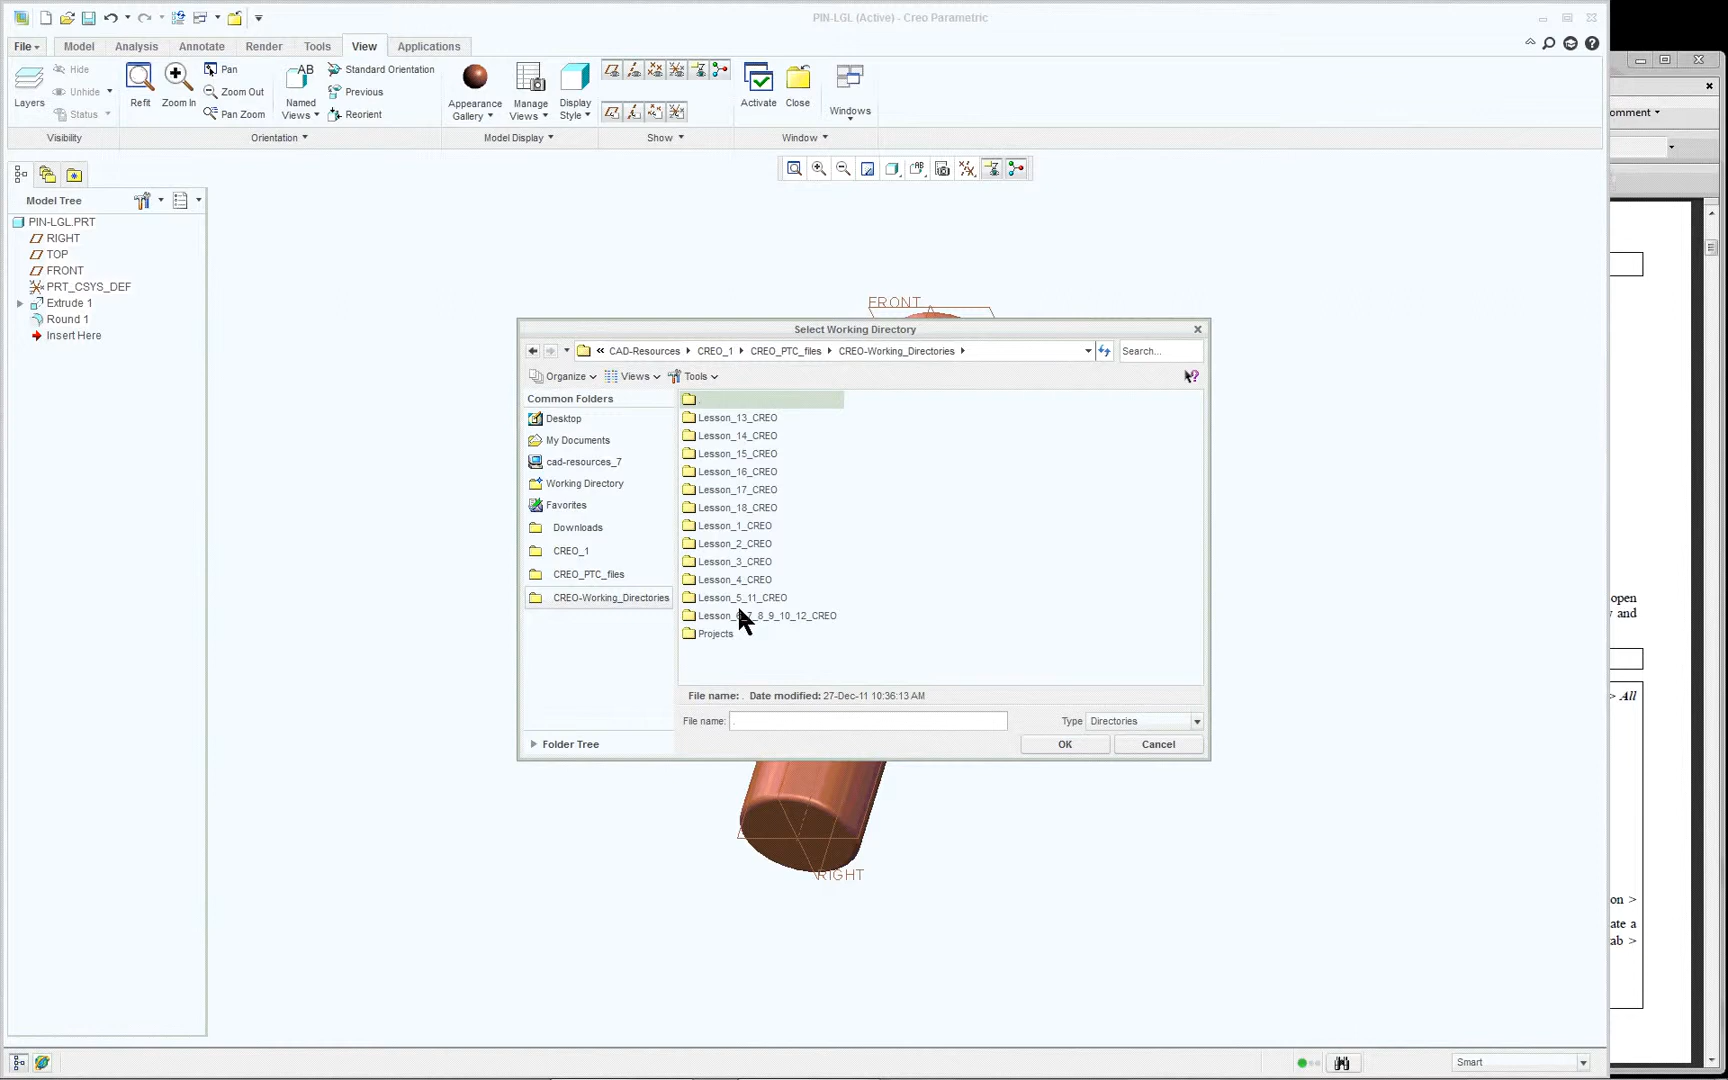 PIN-LGL (Active) - Creo Parametric
File
Model
Analysis
Annotate
Render
Tools
View
Applications
Layers
Hide
Unhide
Status
Visibility
Refit
Zoom In
Pan
Zoom Out
Pan Zoom
Named Views
Standard Orientation
Previous
Reorient
Orientation
Appearance Gallery
Manage Views
Display Style
Model Display
Show
Activate
Close
Windows
Window
omment
Model Tree
PIN-LGL.PRT
RIGHT
TOP
FRONT
PRT_CSYS_DEF
Extrude 1
Round 1
Insert Here
FRONT
Select Working Directory
« CAD-Resources CREO_1 CREO_PTC_files CREO-Working_Directories
Search...
Organize Views Tools
Common Folders
Desktop
My Documents
cad-resources_7
Working Directory
Favorites
Downloads
CREO_1
CREO_PTC_files
CREO-Working_Directories
Folder Tree
.
Lesson_13_CREO
Lesson_14_CREO
Lesson_15_CREO
Lesson_16_CREO
Lesson_17_CREO
Lesson_18_CREO
Lesson_1_CREO
Lesson_2_CREO
Lesson_3_CREO
Lesson_4_CREO
Lesson_5_11_CREO
Lesson_6_7_8_9_10_12_CREO
Projects
File name: . Date modified: 27-Dec-11 10:36:13 AM
File name: .
Type Directories
OK Cancel
RIGHT
open
and
> All
on >
ate a
ab >
Smart